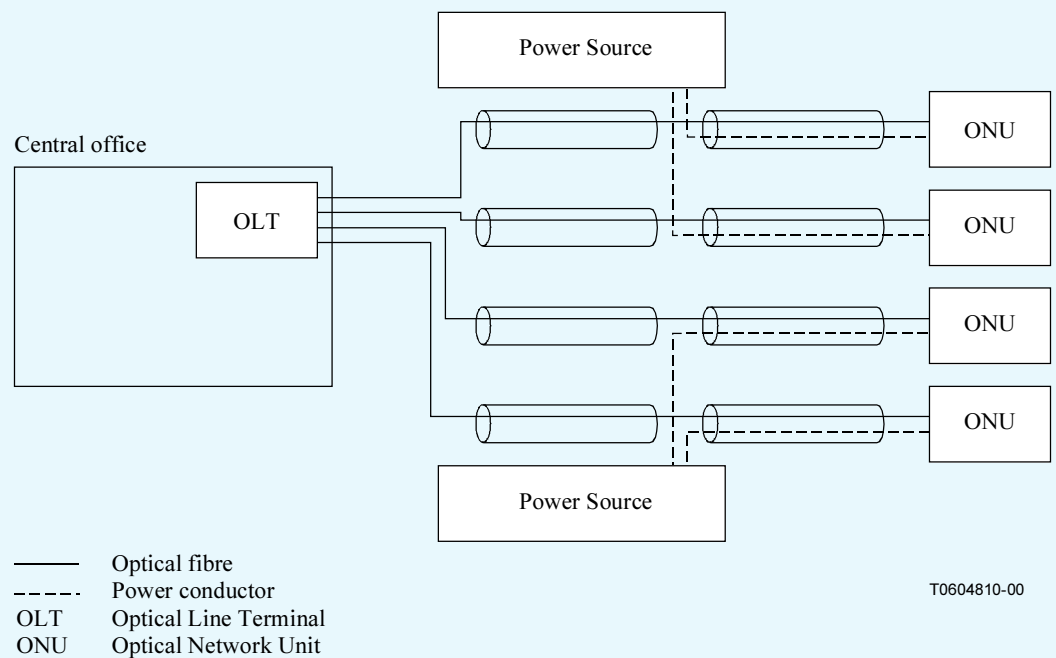 Power Source
ONU
Central office
OLT
ONU
ONU
ONU
Power Source
Optical fibre
Power conductor
T0604810-00
OLT Optical Line Terminal
ONU Optical Network Unit